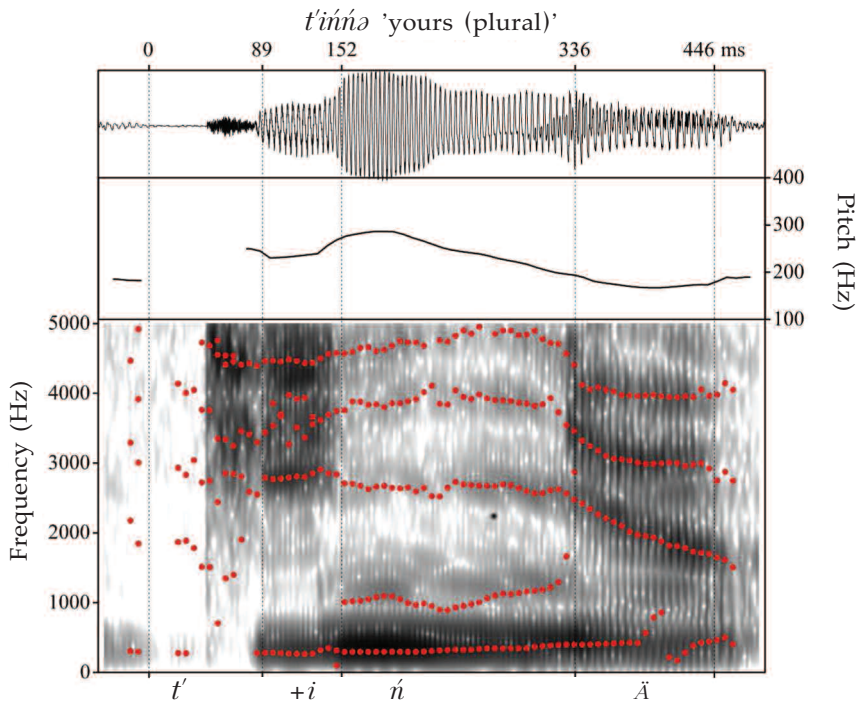 t'ińńə 'yours (plural)'
0 89 152 336 446 ms
400
300
200
100
Pitch (Hz)
5000
4000
3000
2000
1000
0
Frequency (Hz)
t' +i ń Ä